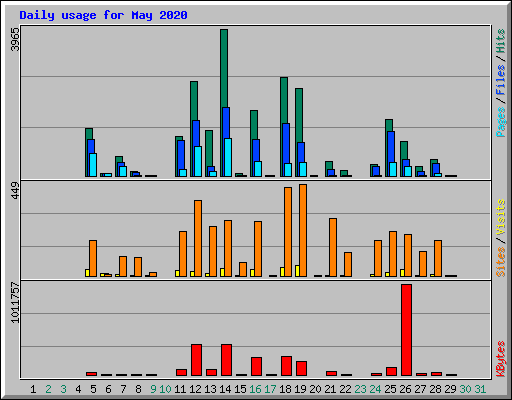 Daily usage for May 2020
3965
Pages / Files / Hits
449
Sites / Visits
1011757
KBytes
1 2 3 4 5 6 7 8 9 10 11 12 13 14 15 16 17 18 19 20 21 22 23 24 25 26 27 28 29 30 31